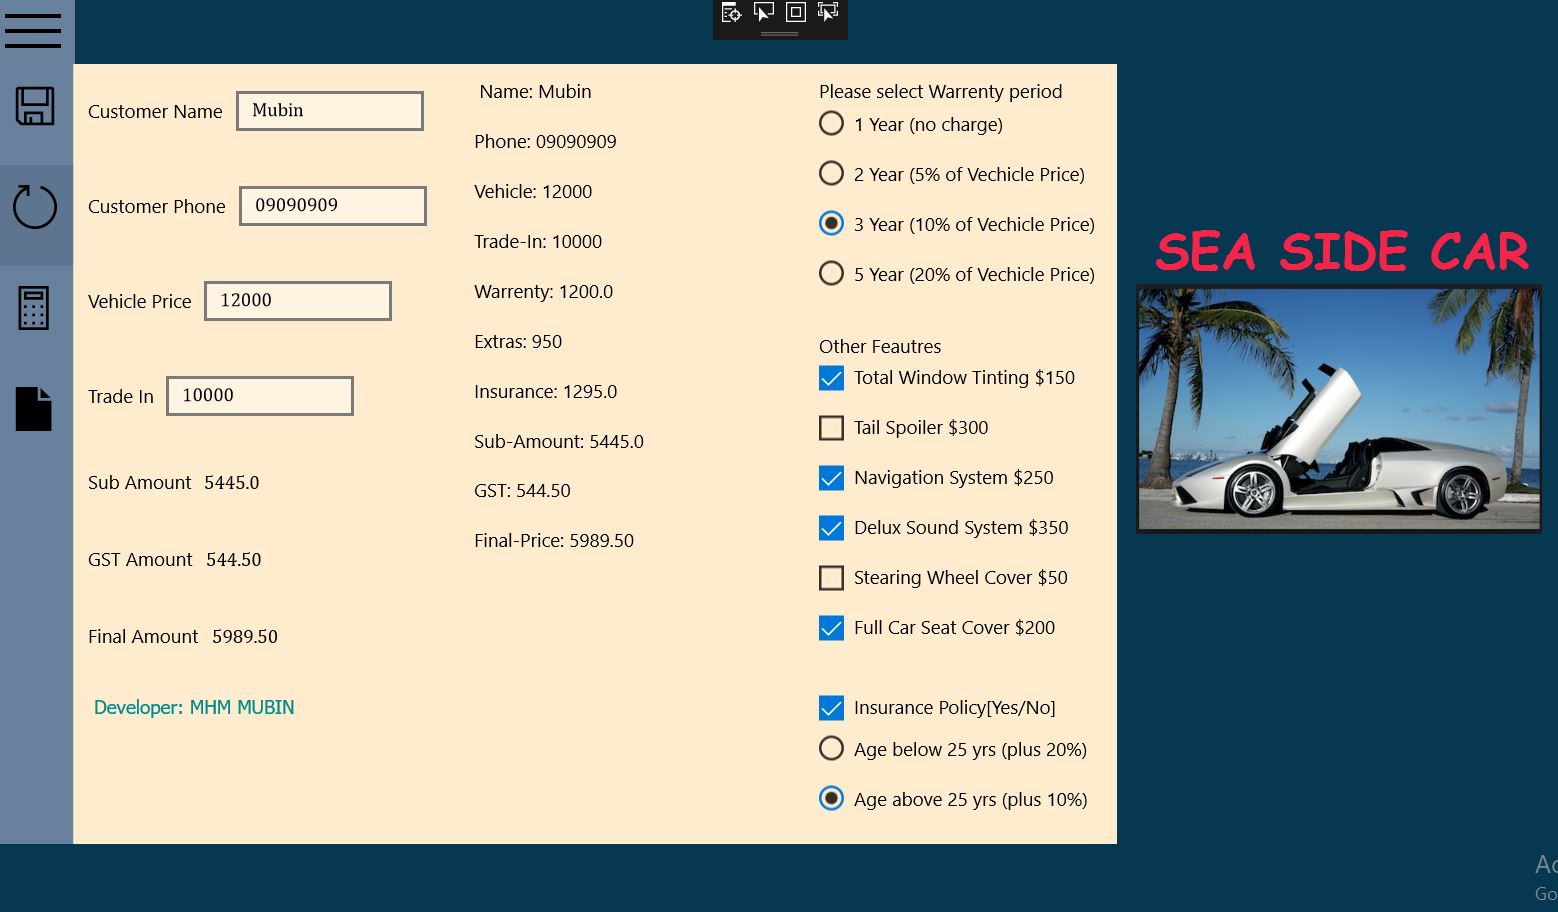 Customer Name
Mubin
Customer Phone
09090909
Vehicle Price
12000
Trade In
10000
Sub Amount 5445.0
GST Amount 544.50
Final Amount 5989.50
Developer: MHM MUBIN
Name: Mubin
Phone: 09090909
Vehicle: 12000
Trade-In: 10000
Warrenty: 1200.0
Extras: 950
Insurance: 1295.0
Sub-Amount: 5445.0
GST: 544.50
Final-Price: 5989.50
Please select Warrenty period
1 Year (no charge)
2 Year (5% of Vechicle Price)
3 Year (10% of Vechicle Price)
5 Year (20% of Vechicle Price)
Other Feautres
Total Window Tinting $150
Tail Spoiler $300
Navigation System $250
Delux Sound System $350
Stearing Wheel Cover $50
Full Car Seat Cover $200
Insurance Policy[Yes/No]
Age below 25 yrs (plus 20%)
Age above 25 yrs (plus 10%)
SEA SIDE CAR